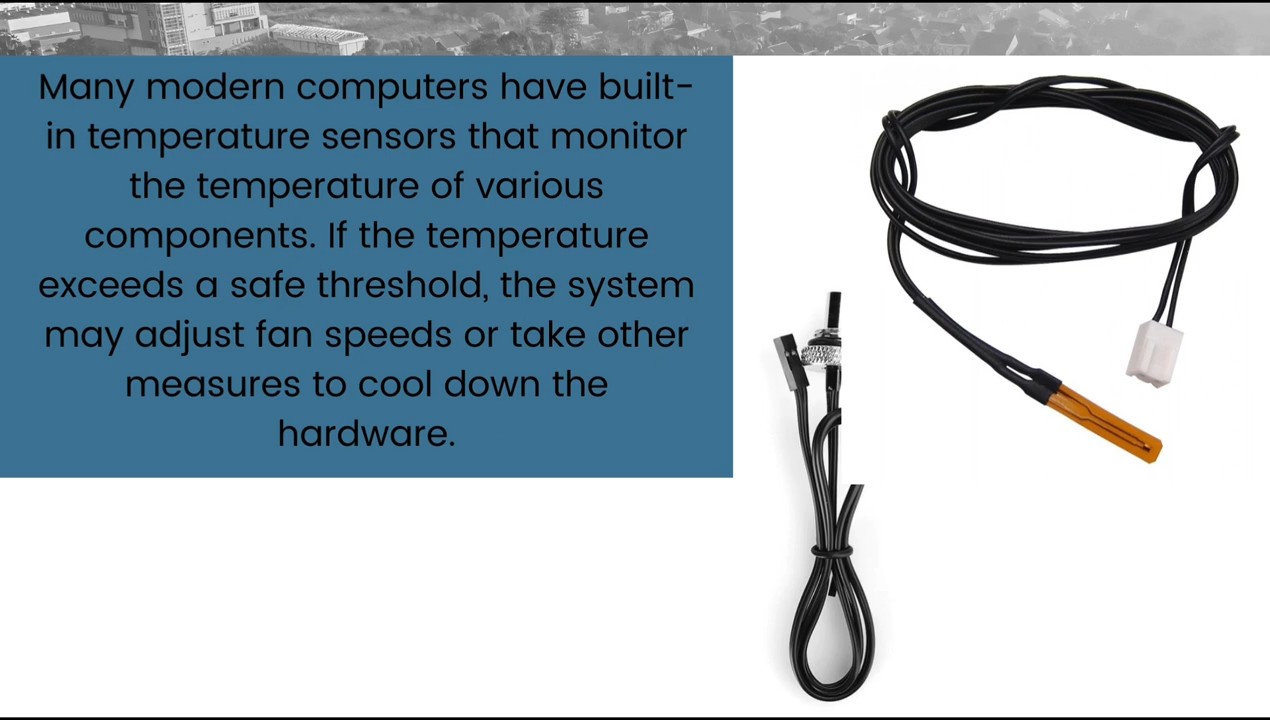 Many modern computers have built-
in temperature sensors that monitor
the temperature of various
components. If the temperature
exceeds a safe threshold, the system
may adjust fan speeds or take other
measures to cool down the
hardware.